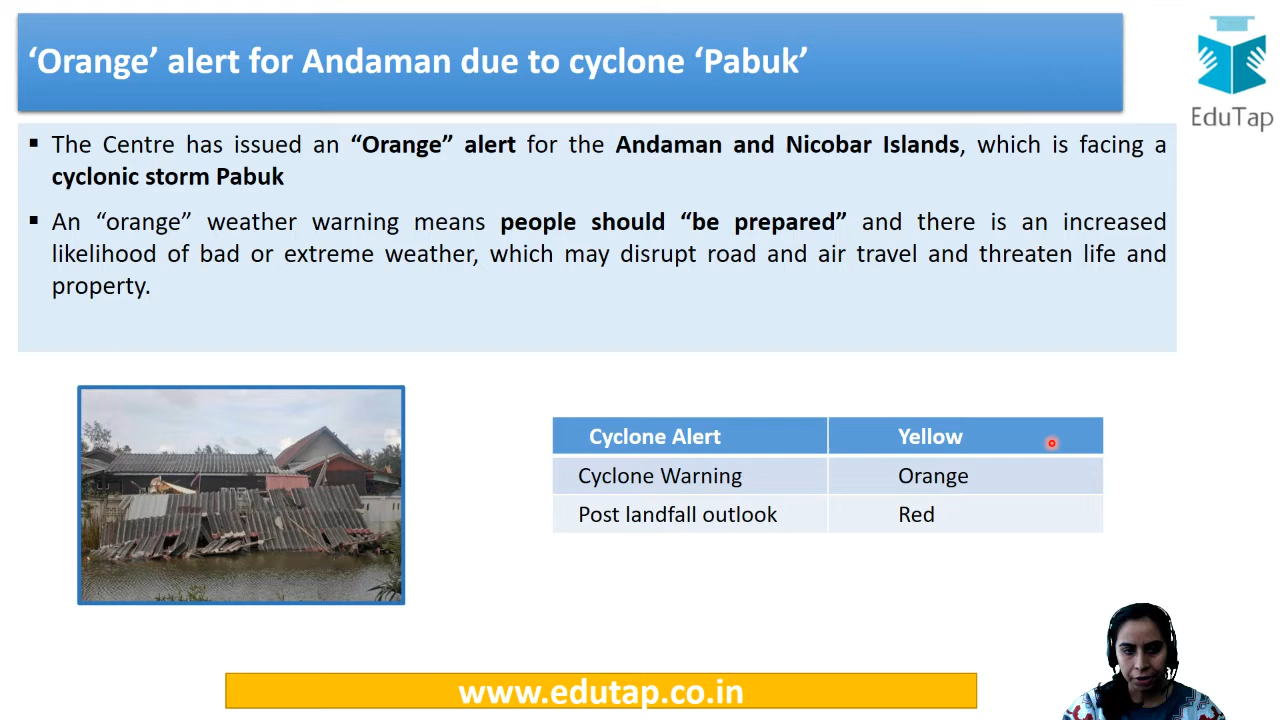 ‘Orange’ alert for Andaman due to cyclone ‘Pabuk’
EduTap
▪ The Centre has issued an “Orange” alert for the Andaman and Nicobar Islands, which is facing a
cyclonic storm Pabuk
▪ An “orange” weather warning means people should “be prepared” and there is an increased
likelihood of bad or extreme weather, which may disrupt road and air travel and threaten life and
property.
Cyclone Alert Yellow
Cyclone Warning Orange
Post landfall outlook Red
www.edutap.co.in